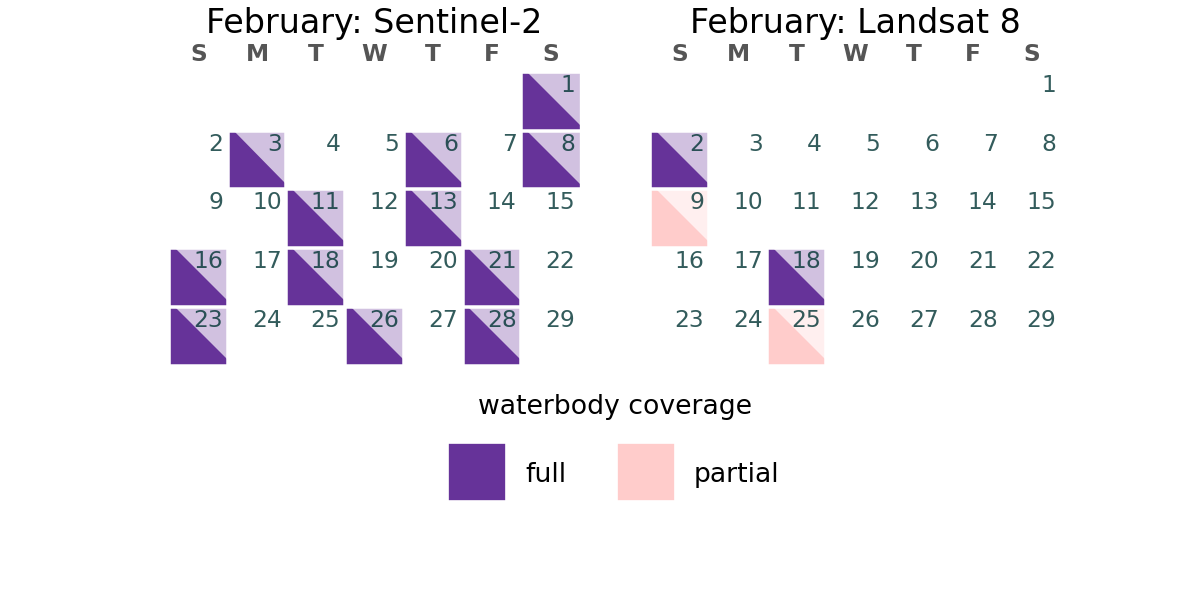 February: Sentinel-2
S M T W T F S
1
2 3 4 5 6 7 8
9 10 11 12 13 14 15
16 17 18 19 20 21 22
23 24 25 26 27 28 29
February: Landsat 8
S M T W T F S
1
2 3 4 5 6 7 8
9 10 11 12 13 14 15
16 17 18 19 20 21 22
23 24 25 26 27 28 29
waterbody coverage
full partial